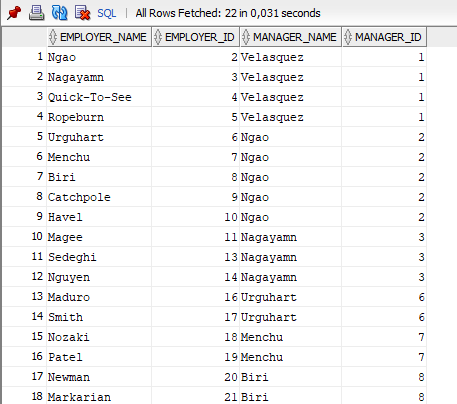 SQL | All Rows Fetched: 22 in 0,031 seconds
EMPLOYER_NAME EMPLOYER_ID MANAGER_NAME MANAGER_ID
1 Ngao 2 Velasquez 1
2 Nagayamn 3 Velasquez 1
3 Quick-To-See 4 Velasquez 1
4 Ropeburn 5 Velasquez 1
5 Urguhart 6 Ngao 2
6 Menchu 7 Ngao 2
7 Biri 8 Ngao 2
8 Catchpole 9 Ngao 2
9 Havel 10 Ngao 2
10 Magee 11 Nagayamn 3
11 Sedeghi 13 Nagayamn 3
12 Nguyen 14 Nagayamn 3
13 Maduro 16 Urguhart 6
14 Smith 17 Urguhart 6
15 Nozaki 18 Menchu 7
16 Patel 19 Menchu 7
17 Newman 20 Biri 8
18 Markarian 21 Biri 8